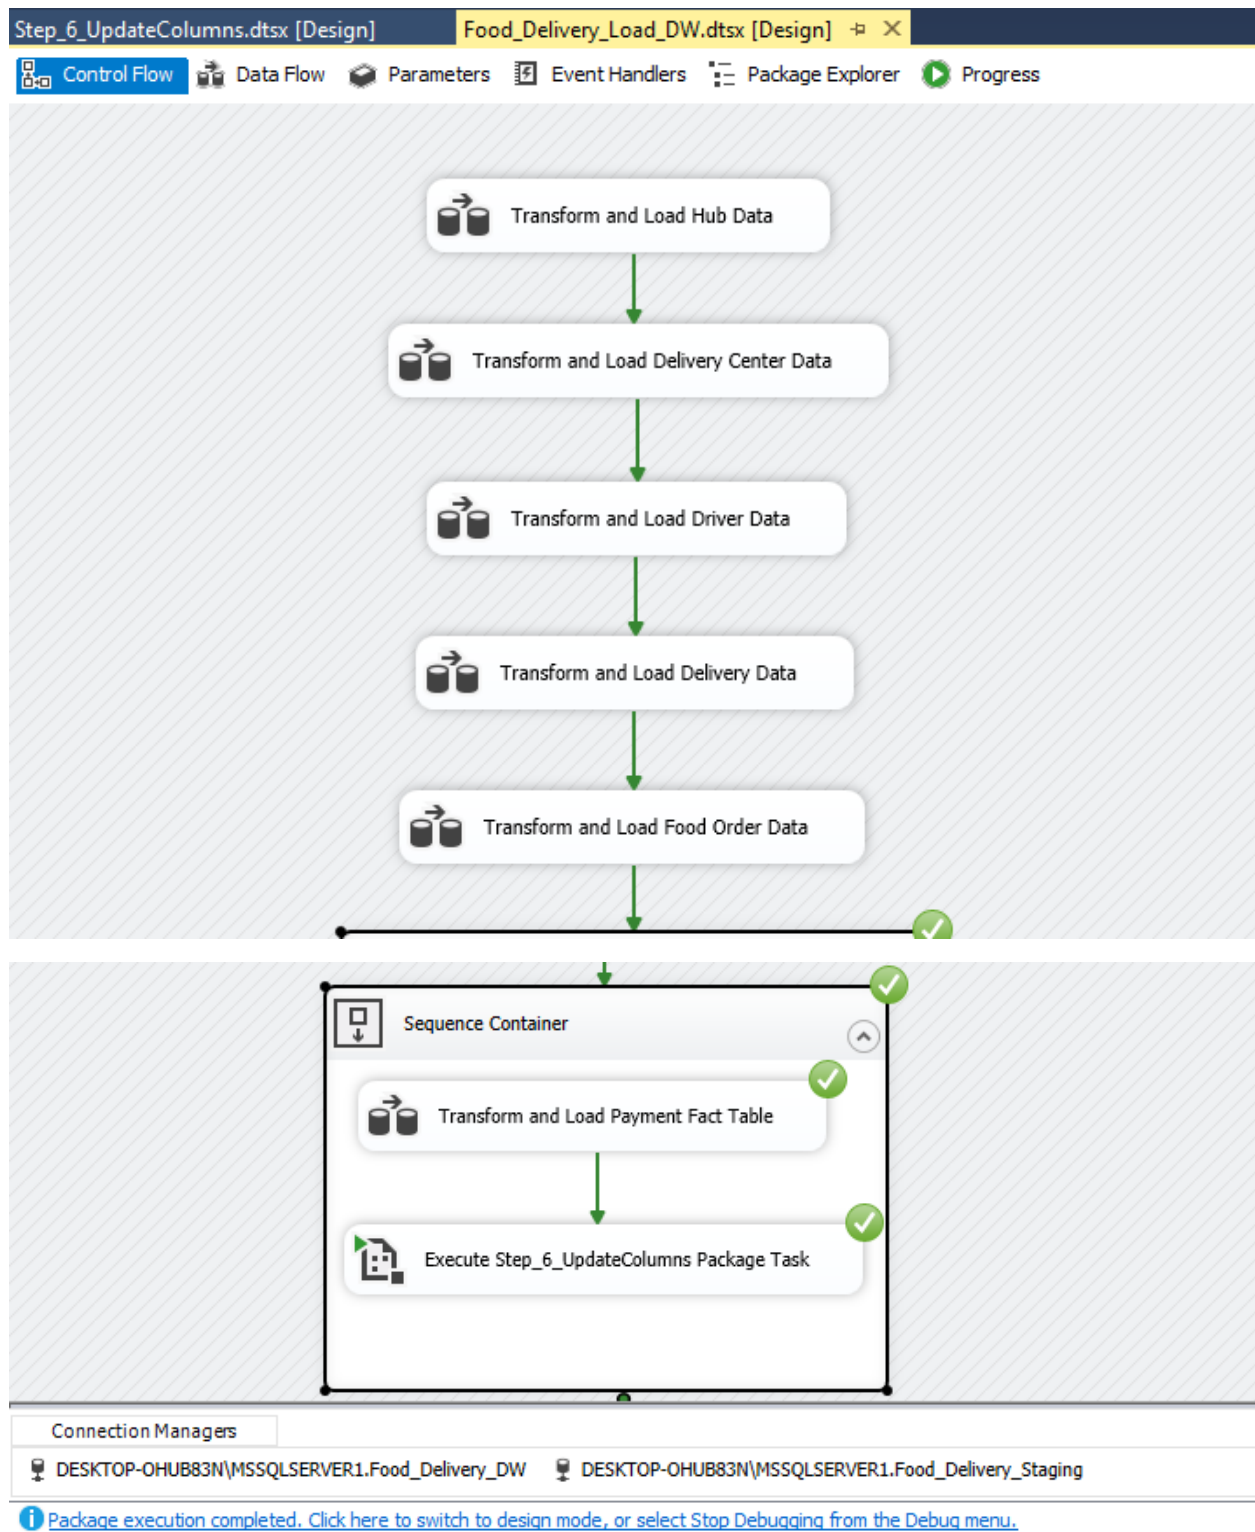 Step_6_UpdateColumns.dtsx [Design] Food_Delivery_Load_DW.dtsx [Design]
Control Flow Data Flow Parameters Event Handlers Package Explorer Progress
Transform and Load Hub Data
Transform and Load Delivery Center Data
Transform and Load Driver Data
Transform and Load Delivery Data
Transform and Load Food Order Data
Sequence Container
Transform and Load Payment Fact Table
Execute Step_6_UpdateColumns Package Task
Connection Managers
DESKTOP-OHUB83N\MSSQLSERVER1.Food_Delivery_DW DESKTOP-OHUB83N\MSSQLSERVER1.Food_Delivery_Staging
Package execution completed. Click here to switch to design mode, or select Stop Debugging from the Debug menu.